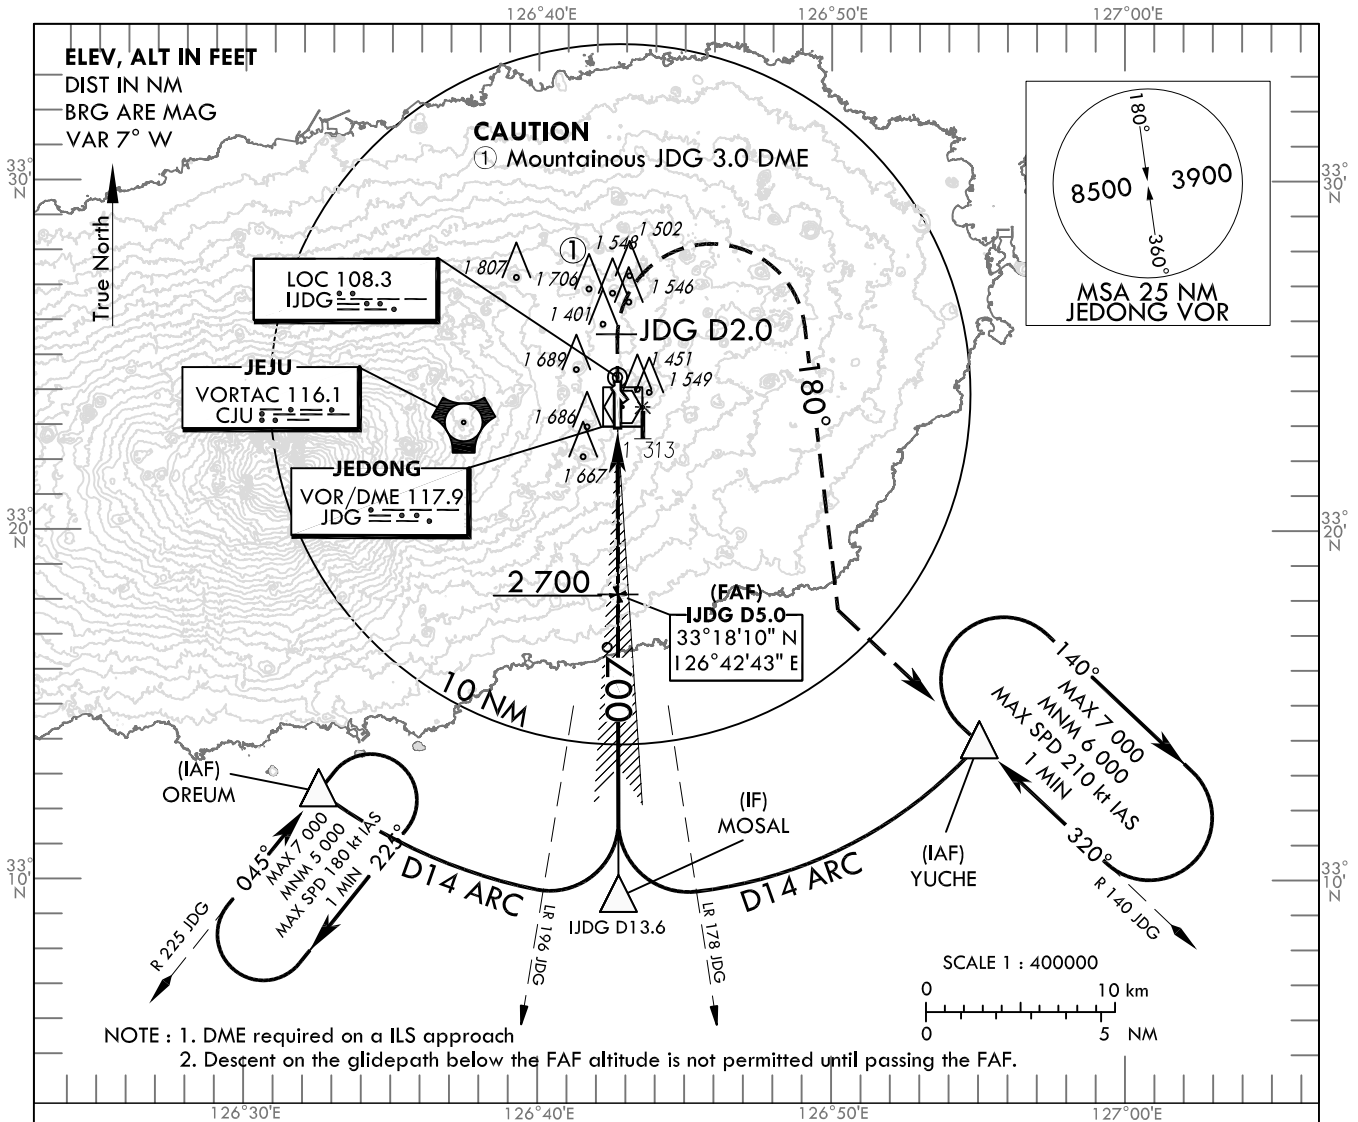 126°40'E
126°50'E
127°00'E
ELEV, ALT IN FEET
DIST IN NM
BRG ARE MAG
VAR 7° W
True North
33°
30'
N
33°
30'
N
CAUTION
① Mountainous JDG 3.0 DME
180°
8500
3900
360°
MSA 25 NM
JEDONG VOR
LOC 108.3
IJDG
1 807
①
1 706
1 548
1 502
1 546
1 401
JDG D2.0
1 689
1 451
1 549
1 686
1 313
1 667
180°
JEJU
VORTAC 116.1
CJU
JEDONG
VOR/DME 117.9
JDG
33°
20'
N
33°
20'
N
2 700
(FAF)
IJDG D5.0
33°18'10" N
126°42'43" E
007°
10 NM
(IAF)
OREUM
045°
MAX 7 000
MNM 5 000
MAX SPD 180 kt IAS
1 MIN
225°
R 225 JDG
D14 ARC
(IF)
MOSAL
IJDG D13.6
LR 196 JDG
LR 178 JDG
D14 ARC
(IAF)
YUCHE
140°
MAX 7 000
MNM 6 000
MAX SPD 210 kt IAS
1 MIN
320°
R 140 JDG
33°
10'
N
33°
10'
N
SCALE 1 : 400000
0
10 km
0
5
NM
NOTE : 1. DME required on a ILS approach
2. Descent on the glidepath below the FAF altitude is not permitted until passing the FAF.
126°30'E
126°40'E
126°50'E
127°00'E